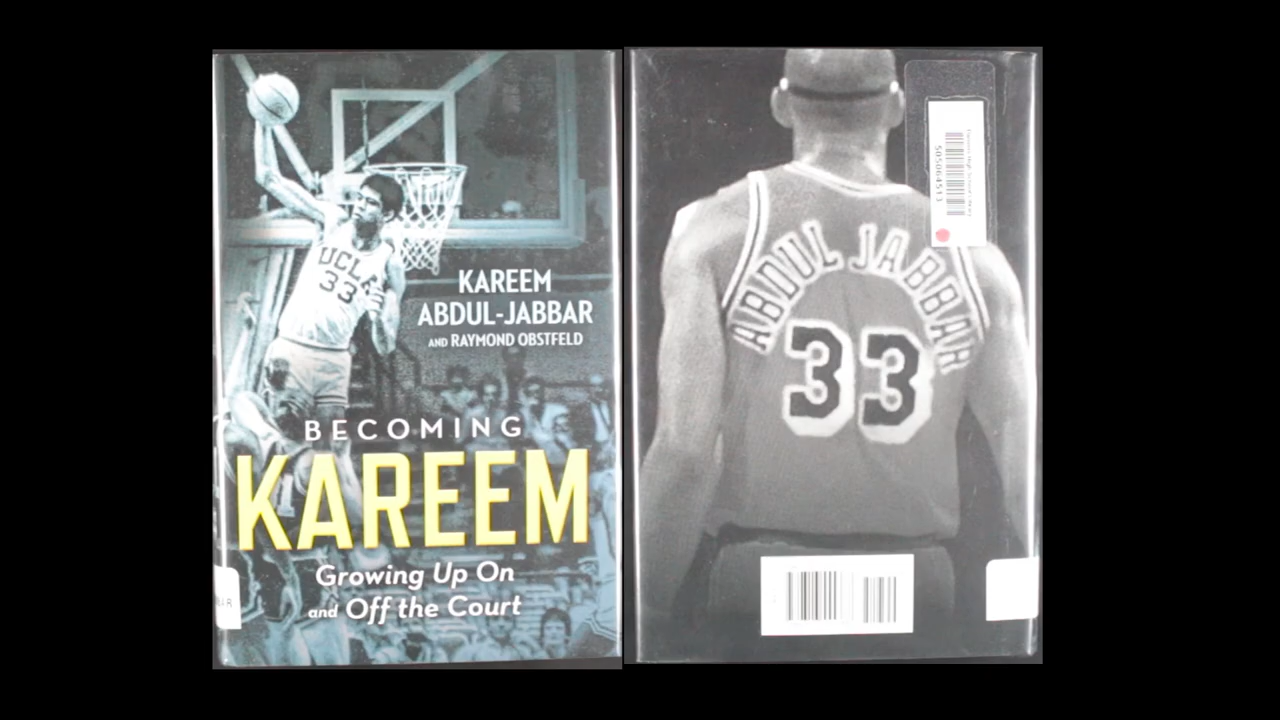 UCLA
33
KAREEM
ABDUL-JABBAR
AND RAYMOND OBSTFELD
BECOMING
KAREEM
Growing Up On
and Off the Court
ABDUL JABBAR
33